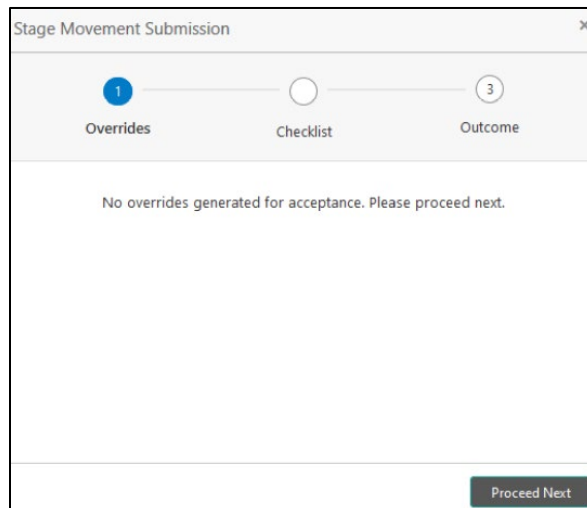 Stage Movement Submission ×
1 3
Overrides Checklist Outcome
No overrides generated for acceptance. Please proceed next.
Proceed Next